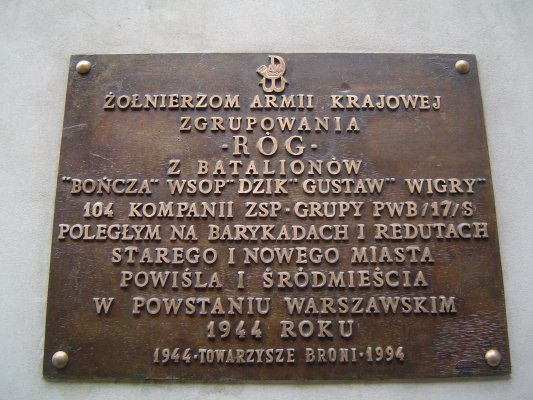 ŻOŁNIERZOM ARMII KRAJOWEJ
ZGRUPOWANIA
-RÓG-
Z BATALIONÓW
"BOŃCZA" WSOP"DZIK" GUSTAW" WIGRY"
104 KOMPANII ZSP·GRUPY PWB/17/S
POLEGŁYM NA BARYKADACH I REDUTACH
STAREGO I NOWEGO MIASTA
POWIŚLA I ŚRÓDMIEŚCIA
W POWSTANIU WARSZAWSKIM
1944 ROKU
1944·TOWARZYSZE BRONI·1994